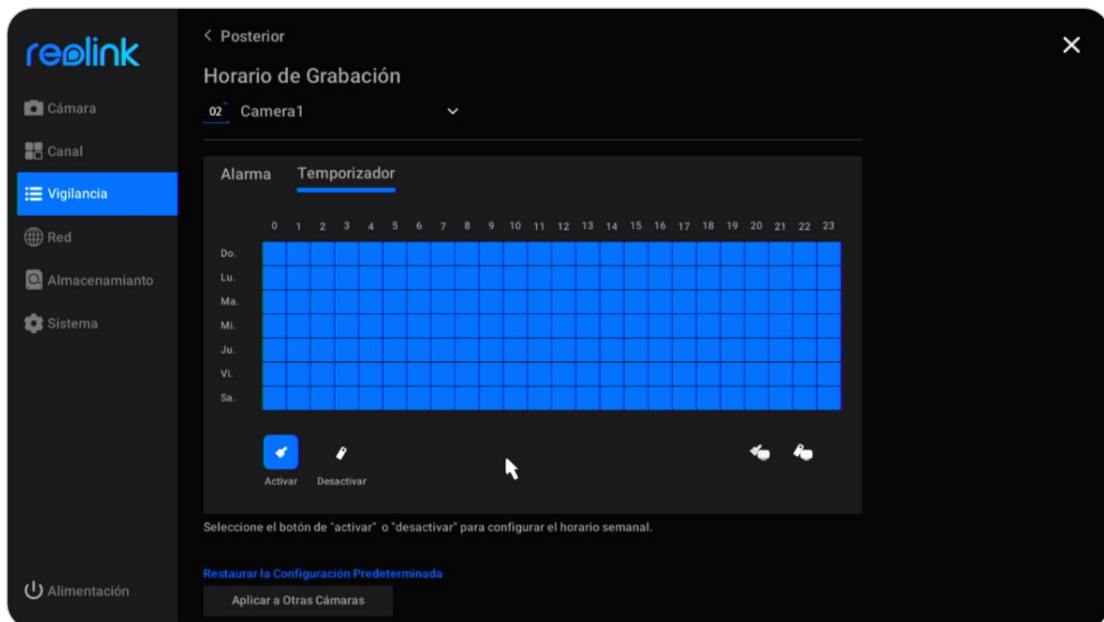 reolink
< Posterior
Horario de Grabación
02 Camera1
Cámara
Canal
Vigilancia
Red
Almacenamianto
Sistema
Alimentación
Alarma Temporizador
0 1 2 3 4 5 6 7 8 9 10 11 12 13 14 15 16 17 18 19 20 21 22 23
Do.
Lu.
Ma.
Mi.
Ju.
Vi.
Sa.
Activar Desactivar
Seleccione el botón de "activar" o "desactivar" para configurar el horario semanal.
Restaurar la Configuración Predeterminada
Aplicar a Otras Cámaras